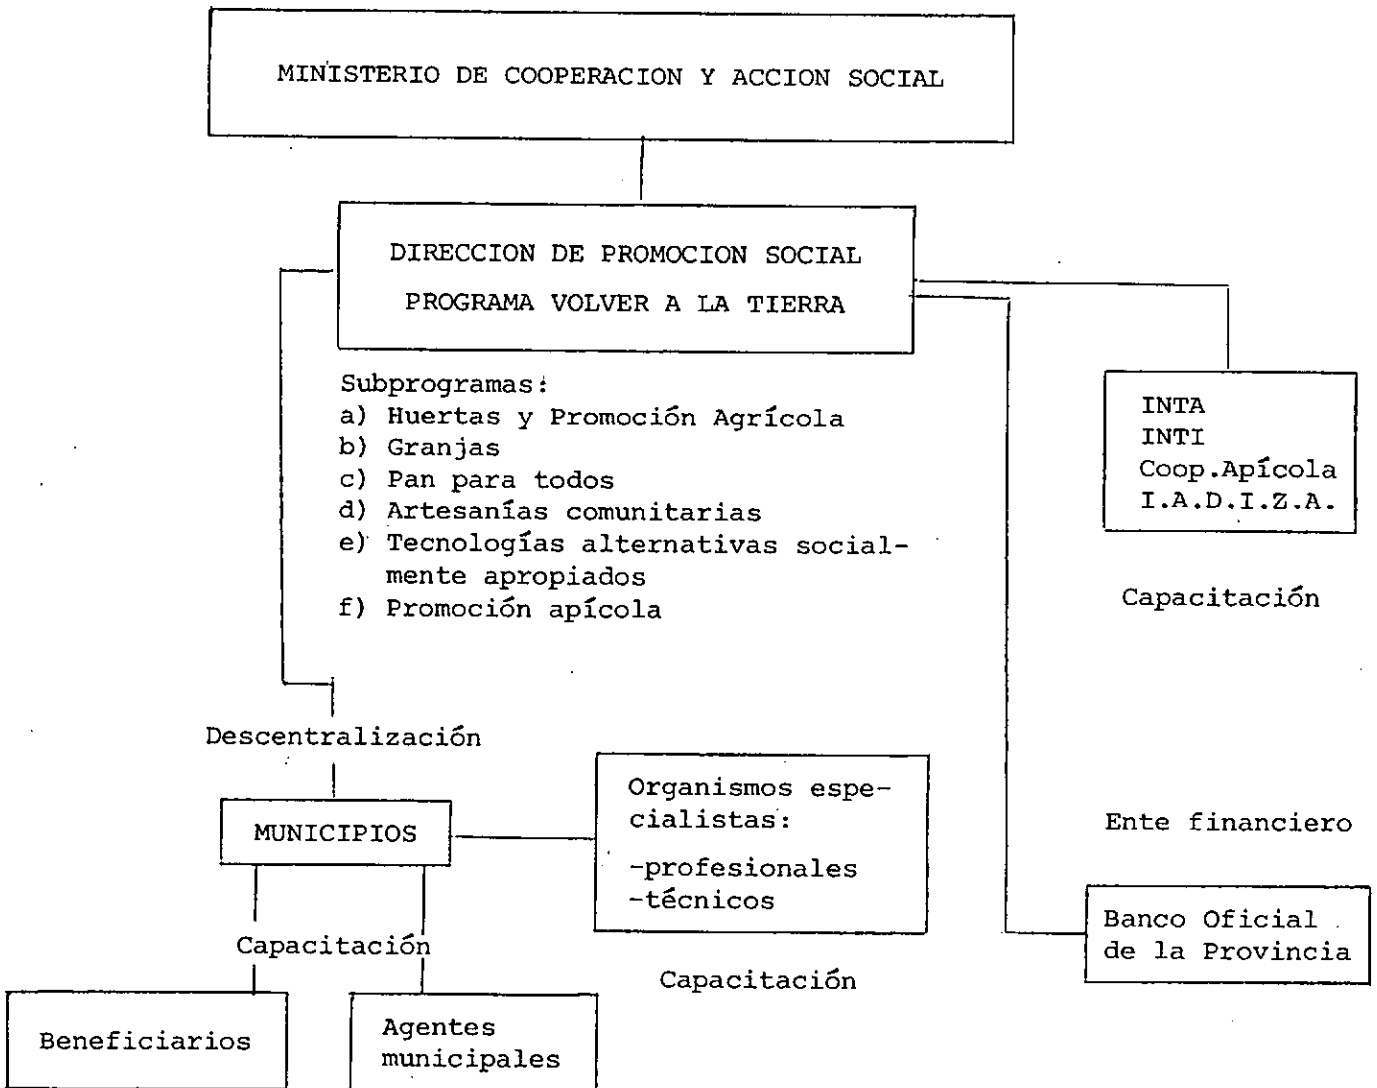 MINISTERIO DE COOPERACION Y ACCION SOCIAL
DIRECCION DE PROMOCION SOCIAL
PROGRAMA VOLVER A LA TIERRA
Subprogramas:
a) Huertas y Promoción Agrícola
b) Granjas
c) Pan para todos
d) Artesanías comunitarias
e) Tecnologías alternativas social-
mente apropiados
f) Promoción apícola
INTA
INTI
Coop.Apícola
I.A.D.I.Z.A.
Capacitación
Descentralización
MUNICIPIOS
Organismos espe-
cialistas:
-profesionales
-técnicos
Capacitación
Ente financiero
Banco Oficial
de la Provincia
Capacitación
Beneficiarios
Agentes
municipales